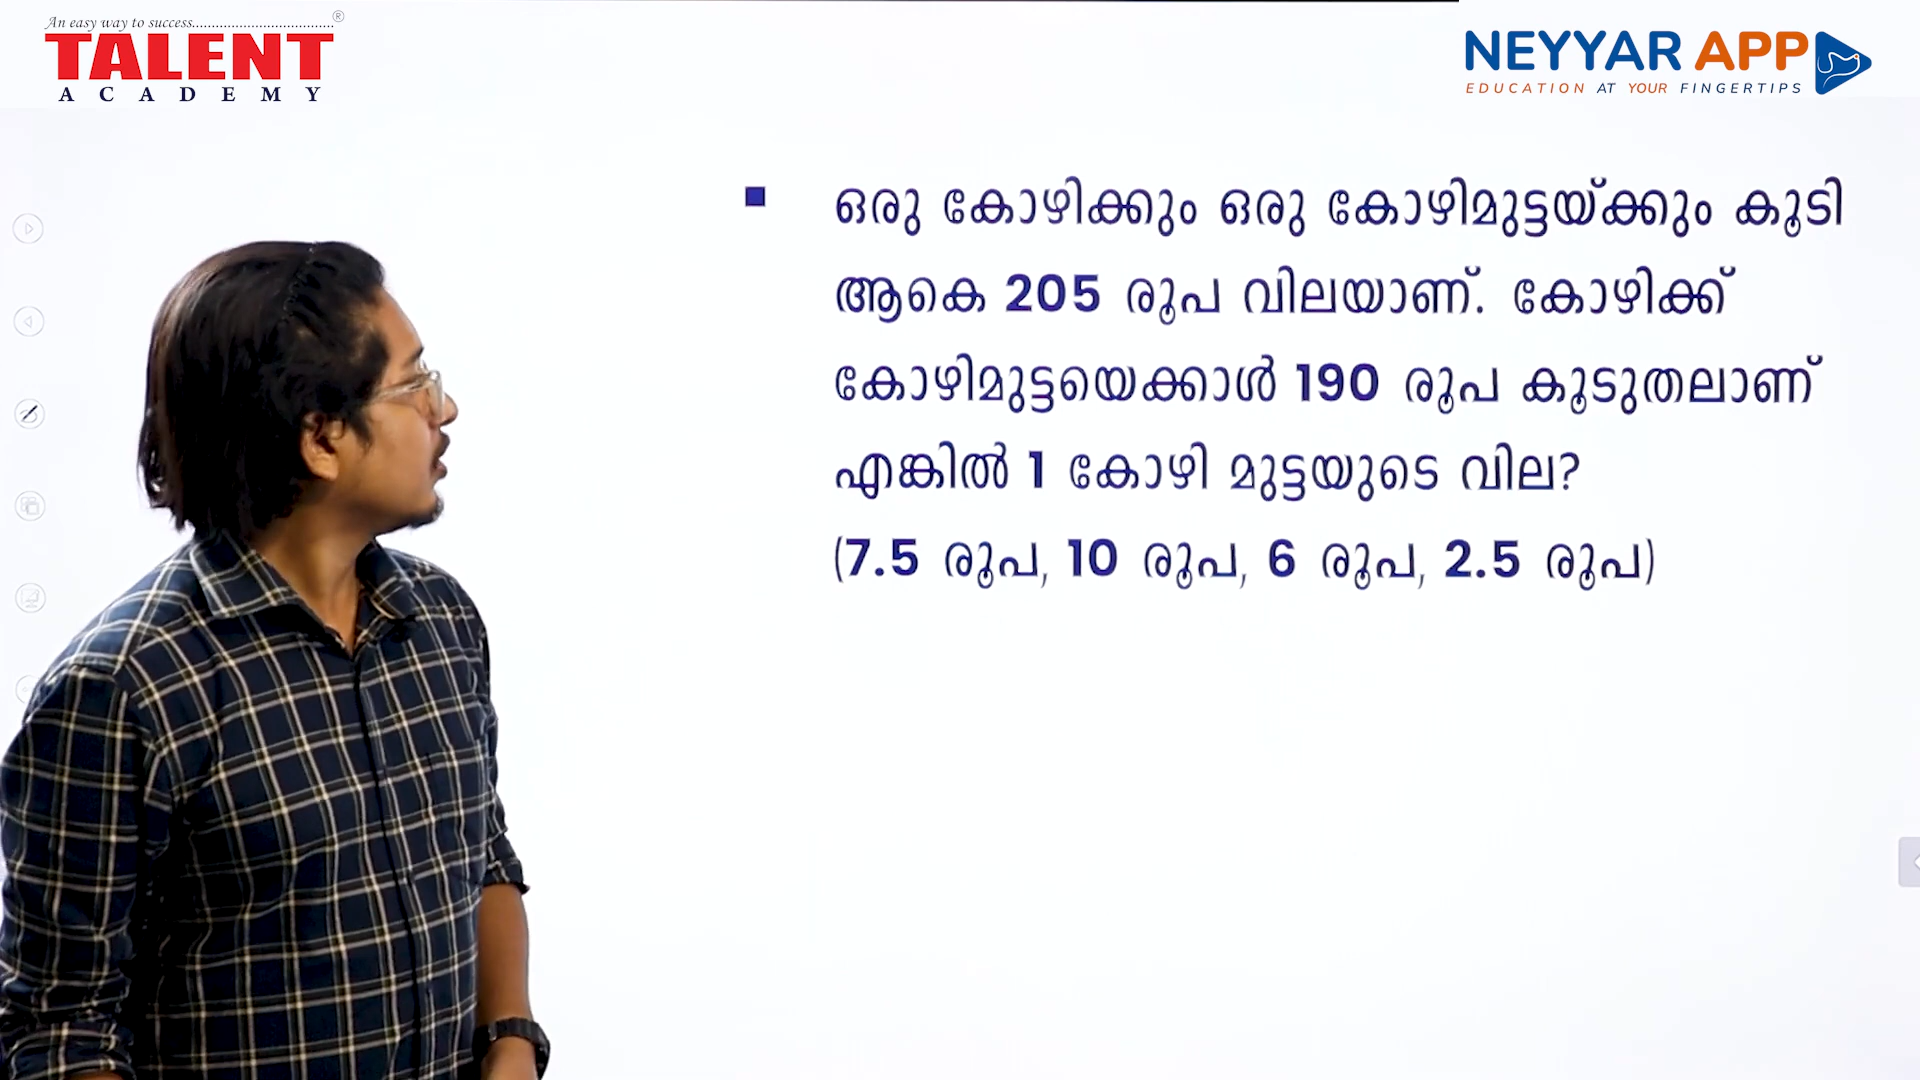 An easy way to success......................................®
TALENT
ACADEMY
NEYYAR APP
EDUCATION AT YOUR FINGERTIPS
ഒരു കോഴിക്കും ഒരു കോഴിമുട്ടയ്ക്കും കൂടി
ആകെ 205 രൂപ വിലയാണ്. കോഴിക്ക്
കോഴിമുട്ടയെക്കാൾ 190 രൂപ കൂടുതലാണ്
എങ്കിൽ 1 കോഴി മുട്ടയുടെ വില?
(7.5 രൂപ, 10 രൂപ, 6 രൂപ, 2.5 രൂപ)